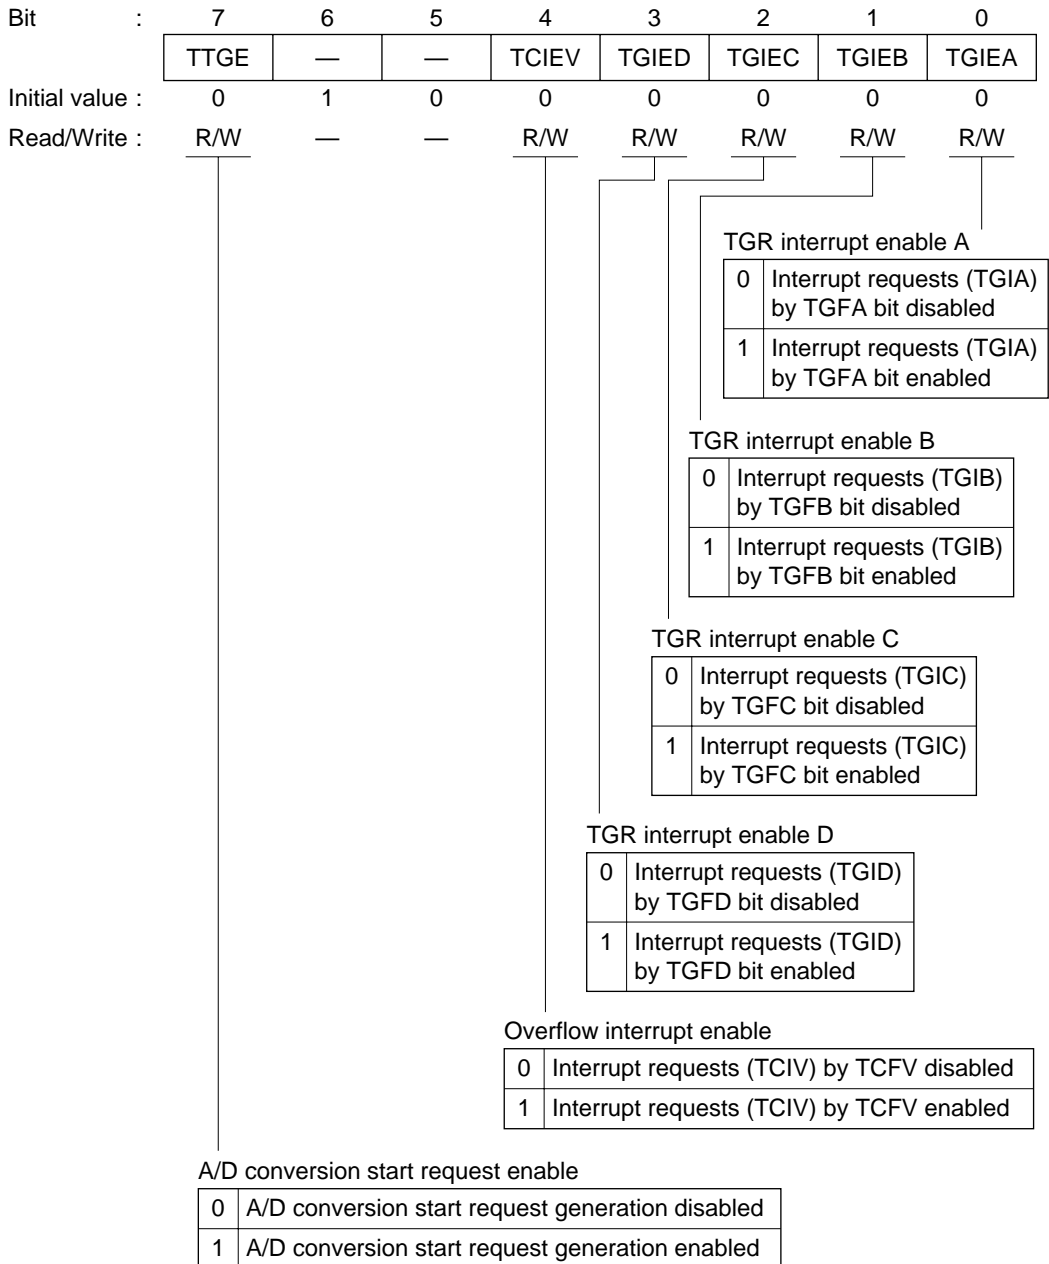 Bit : 7 6 5 4 3 2 1 0
TTGE — — TCIEV TGIED TGIEC TGIEB TGIEA
Initial value : 0 1 0 0 0 0 0 0
Read/Write : R/W — — R/W R/W R/W R/W R/W
TGR interrupt enable A
0 Interrupt requests (TGIA)
by TGFA bit disabled
1 Interrupt requests (TGIA)
by TGFA bit enabled
TGR interrupt enable B
0 Interrupt requests (TGIB)
by TGFB bit disabled
1 Interrupt requests (TGIB)
by TGFB bit enabled
TGR interrupt enable C
0 Interrupt requests (TGIC)
by TGFC bit disabled
1 Interrupt requests (TGIC)
by TGFC bit enabled
TGR interrupt enable D
0 Interrupt requests (TGID)
by TGFD bit disabled
1 Interrupt requests (TGID)
by TGFD bit enabled
Overflow interrupt enable
0 Interrupt requests (TCIV) by TCFV disabled
1 Interrupt requests (TCIV) by TCFV enabled
A/D conversion start request enable
0 A/D conversion start request generation disabled
1 A/D conversion start request generation enabled